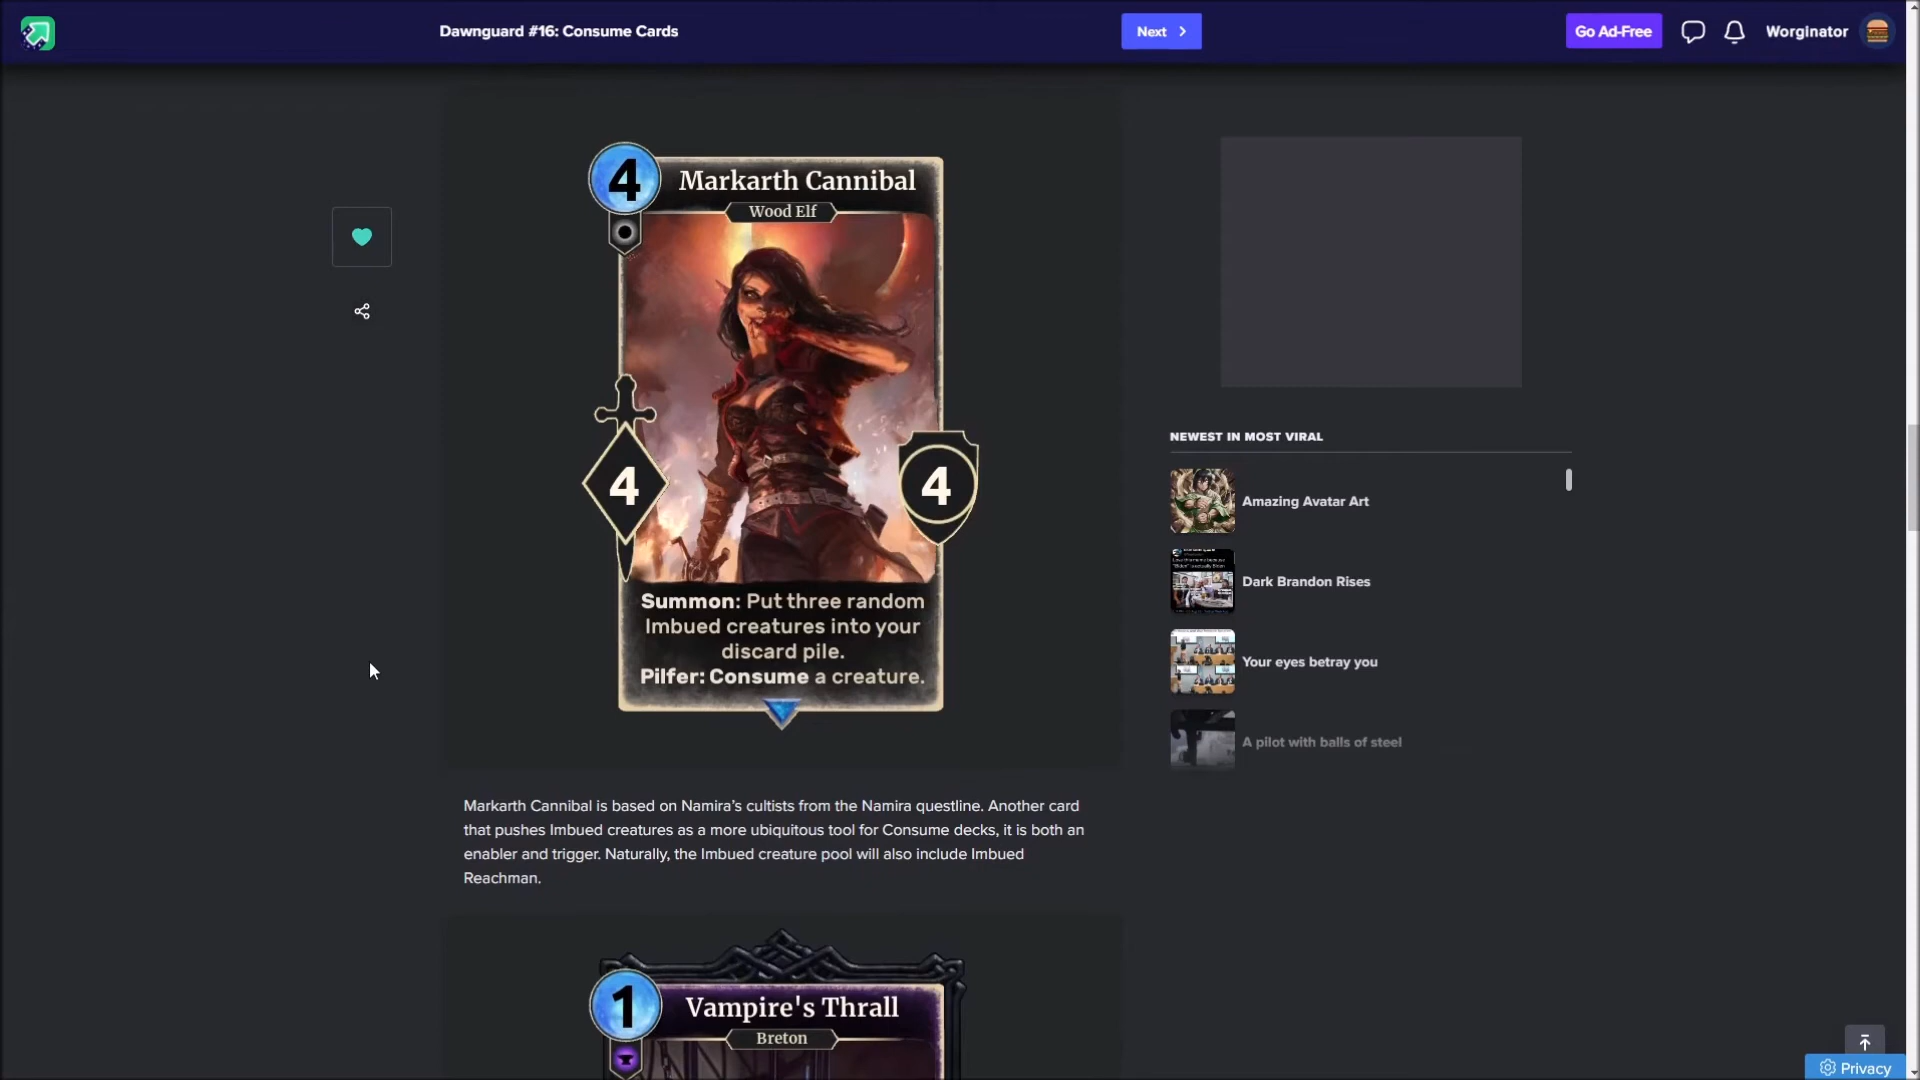 Dawnguard #16: Consume Cards
Next
Go Ad-Free
Worginator
4
Markarth Cannibal
Wood Elf
4
4
Summon: Put three random
Imbued creatures into your
discard pile.
Pilfer: Consume a creature.
NEWEST IN MOST VIRAL
Amazing Avatar Art
Dark Brandon Rises
Your eyes betray you
A pilot with balls of steel
Markarth Cannibal is based on Namira's cultists from the Namira questline. Another card
that pushes Imbued creatures as a more ubiquitous tool for Consume decks, it is both an
enabler and trigger. Naturally, the Imbued creature pool will also include Imbued
Reachman.
1
Vampire's Thrall
Breton
Privacy